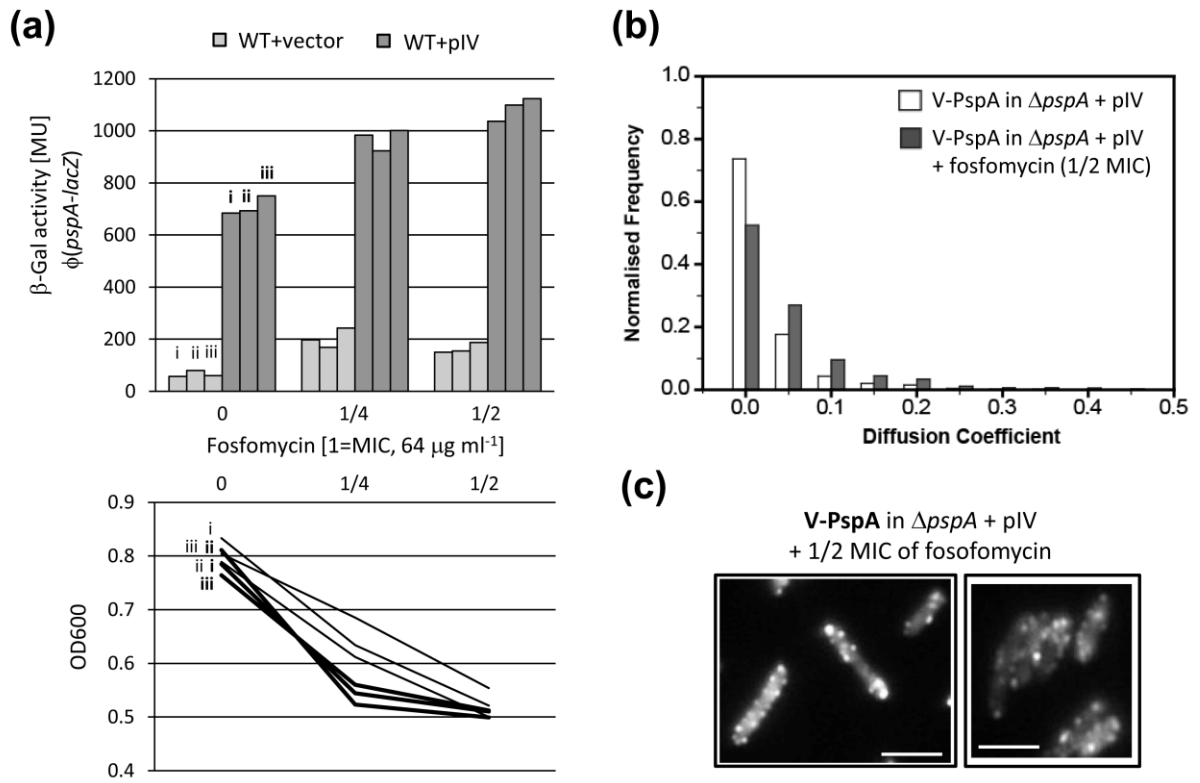 (a)
WT+vector WT+pIV
β-Gal activity [MU]
ϕ(pspA-lacZ)
1200
1000
800
600
400
200
0
i ii iii
i ii iii
0 1/4 1/2
Fosfomycin [1=MIC, 64 µg ml⁻¹]
0 1/4 1/2
OD600
0.9
0.8
0.7
0.6
0.5
0.4
i
iii ii
ii i
iii
(b)
Normalised Frequency
1.0
0.8
0.6
0.4
0.2
0.0
V-PspA in ΔpspA + pIV
V-PspA in ΔpspA + pIV
+ fosfomycin (1/2 MIC)
0.0 0.1 0.2 0.3 0.4 0.5
Diffusion Coefficient
(c)
V-PspA in ΔpspA + pIV
+ 1/2 MIC of fosofomycin